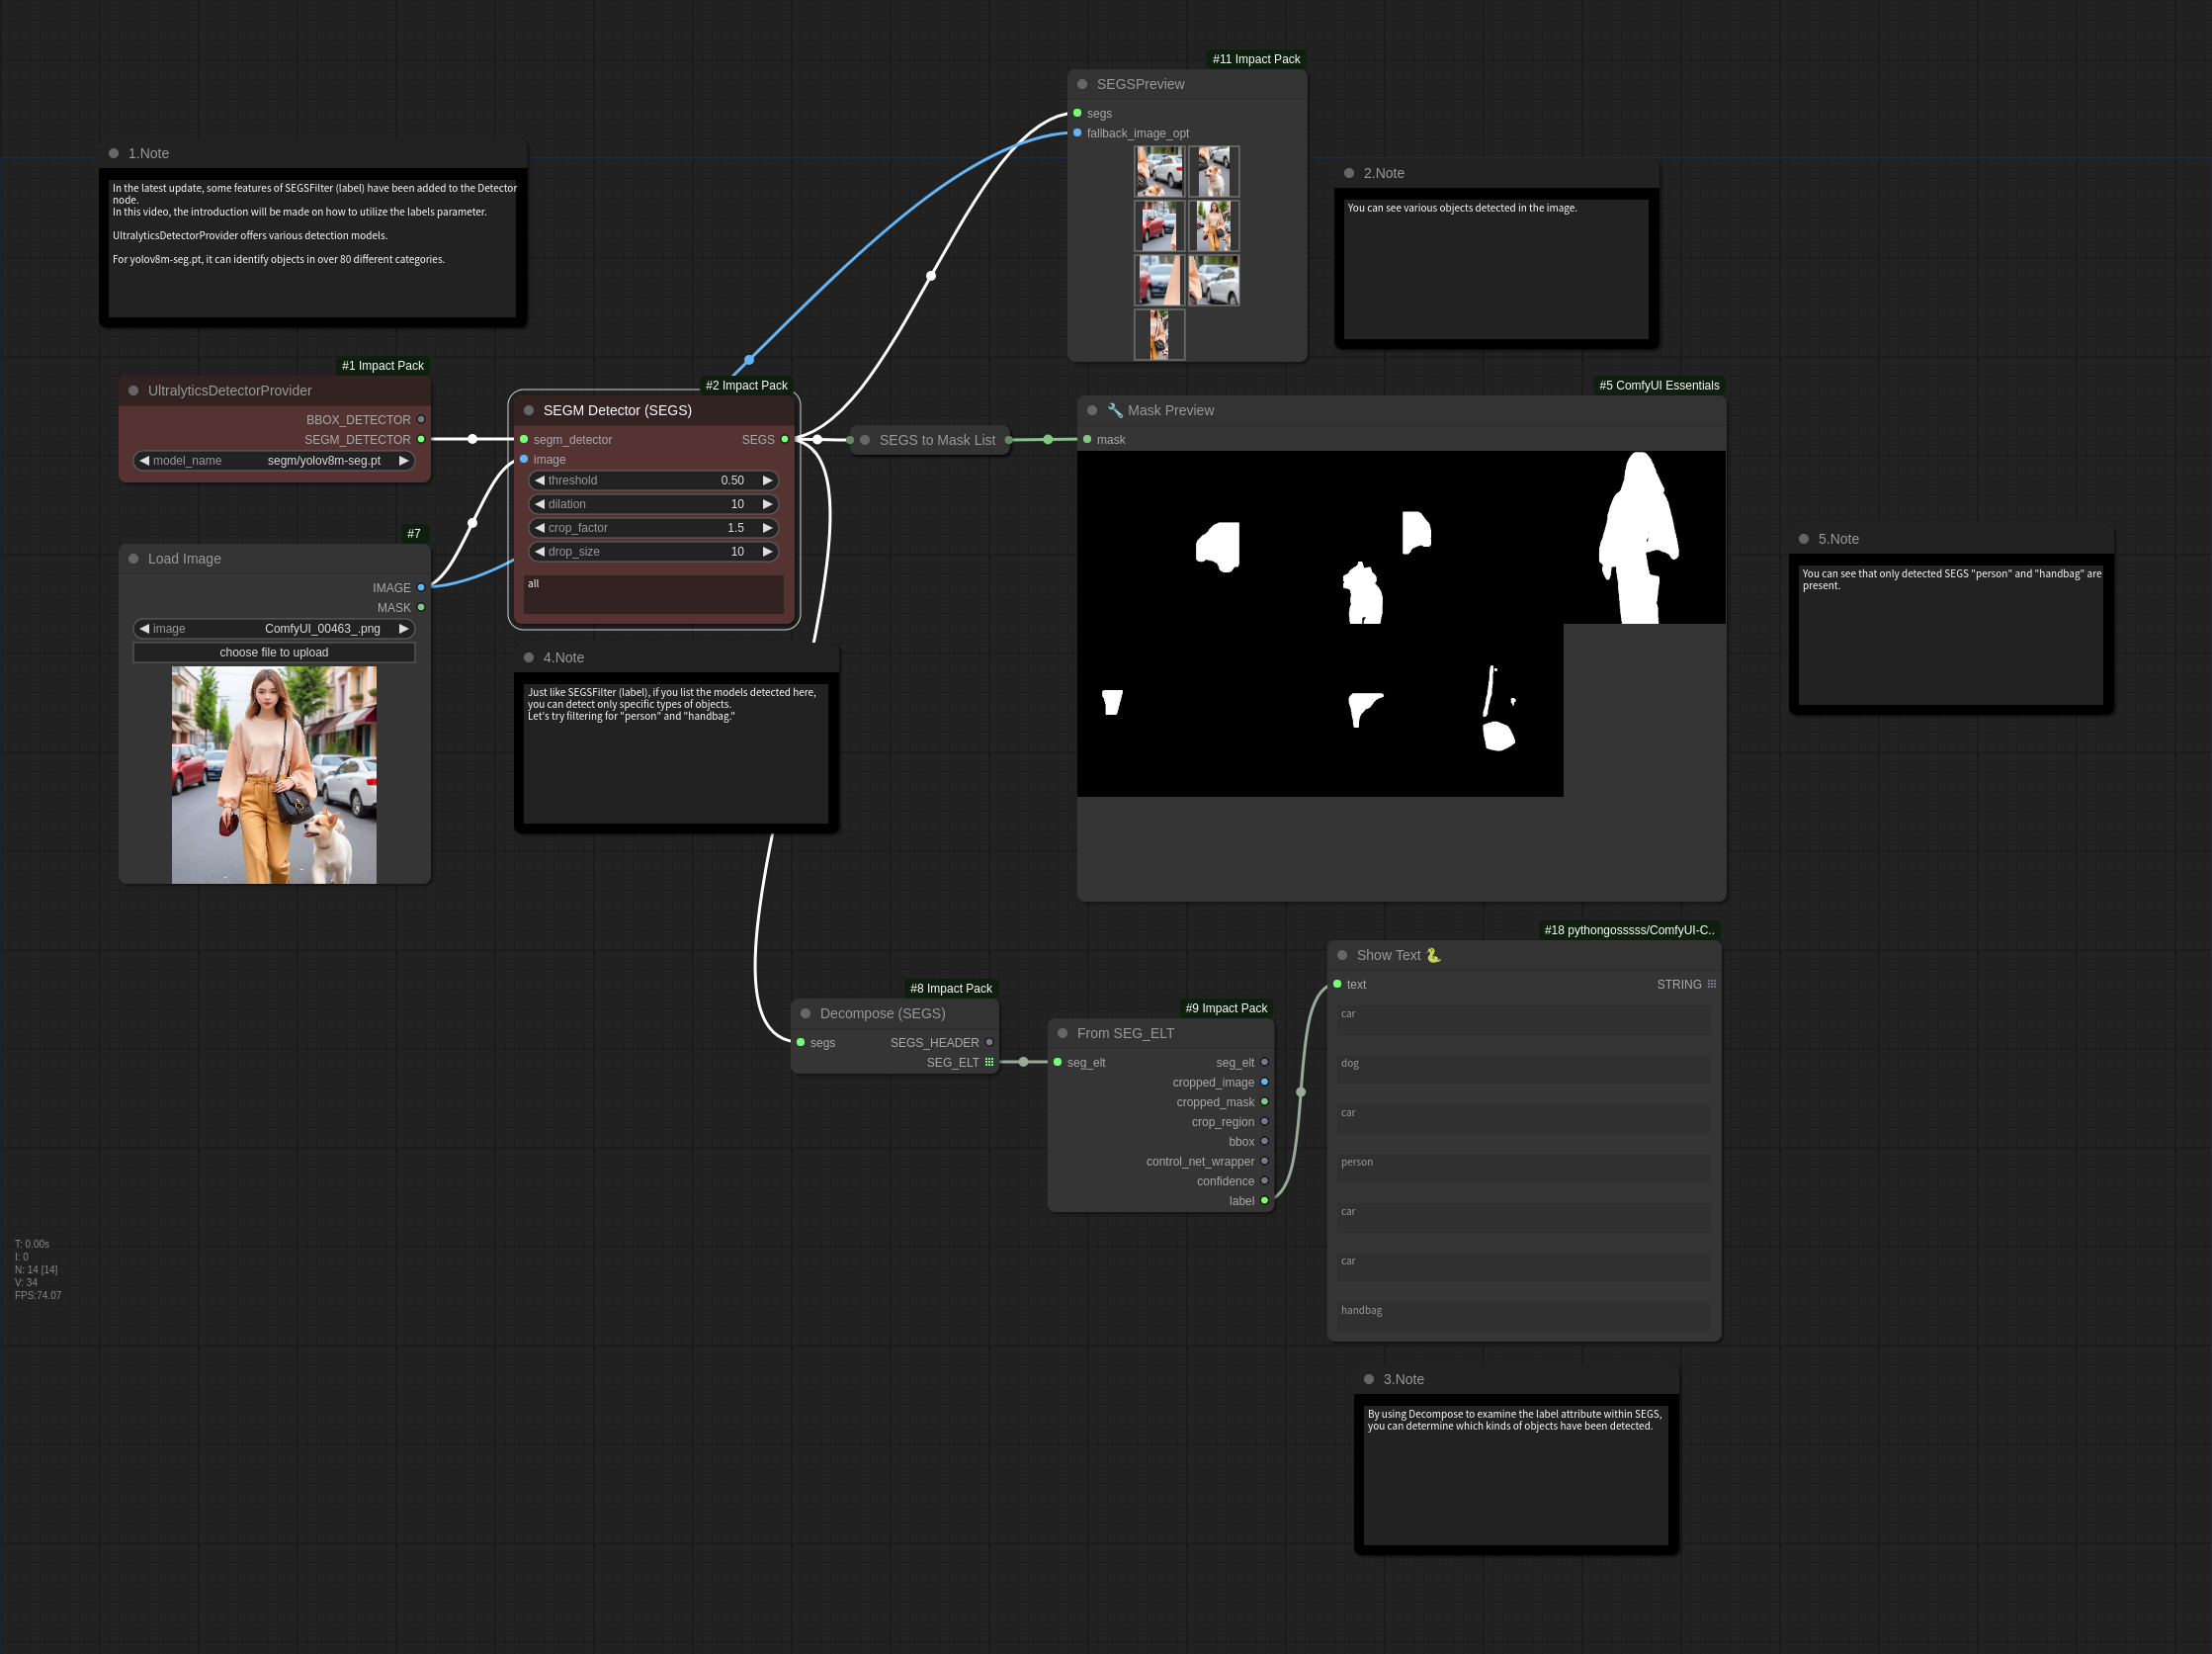 #11 Impact Pack
SEGSPreview
segs
fallback_image_opt
1.Note
In the latest update, some features of SEGSFilter (label) have been added to the Detector
node.
In this video, the introduction will be made on how to utilize the labels parameter.
UltralyticsDetectorProvider offers various detection models.
For yolov8m-seg.pt, it can identify objects in over 80 different categories.
2.Note
You can see various objects detected in the image.
#1 Impact Pack
UltralyticsDetectorProvider
BBOX_DETECTOR
SEGM_DETECTOR
model_name segm/yolov8m-seg.pt
#2 Impact Pack
SEGM Detector (SEGS)
segm_detector SEGS
image
threshold 0.50
dilation 10
crop_factor 1.5
drop_size 10
all
SEGS to Mask List
#5 ComfyUI Essentials
🔧 Mask Preview
mask
#7
Load Image
IMAGE
MASK
image ComfyUI_00463_.png
choose file to upload
4.Note
Just like SEGSFilter (label), if you list the models detected here,
you can detect only specific types of objects.
Let's try filtering for "person" and "handbag."
5.Note
You can see that only detected SEGS "person" and "handbag" are
present.
#8 Impact Pack
Decompose (SEGS)
segs SEGS_HEADER
SEG_ELT
#9 Impact Pack
From SEG_ELT
seg_elt seg_elt
cropped_image
cropped_mask
crop_region
bbox
control_net_wrapper
confidence
label
#18 pythongosssss/ComfyUI-C..
Show Text 🐍
text STRING
car
dog
car
person
car
car
handbag
3.Note
By using Decompose to examine the label attribute within SEGS,
you can determine which kinds of objects have been detected.
T: 0.00s
I: 0
N: 14 [14]
V: 34
FPS:74.07